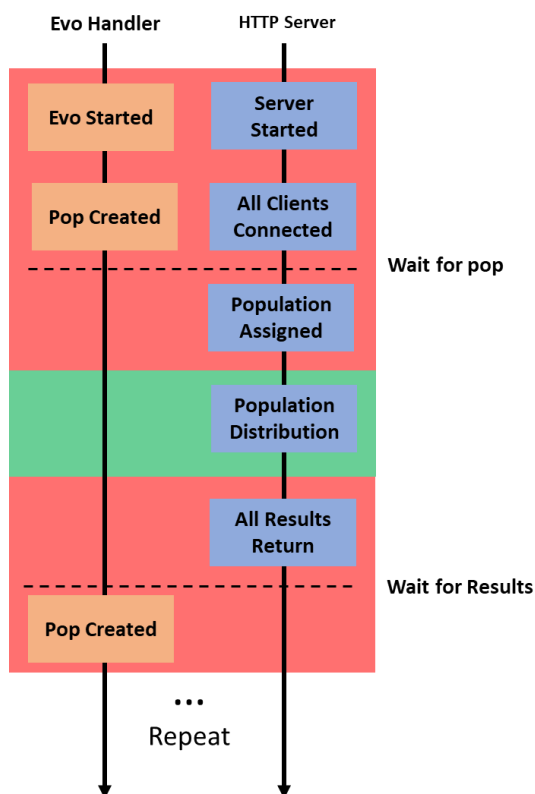 Evo Handler
HTTP Server
Evo Started
Server
Started
Pop Created
All Clients
Connected
Wait for pop
Population
Assigned
Population
Distribution
All Results
Return
Wait for Results
Pop Created
...
Repeat